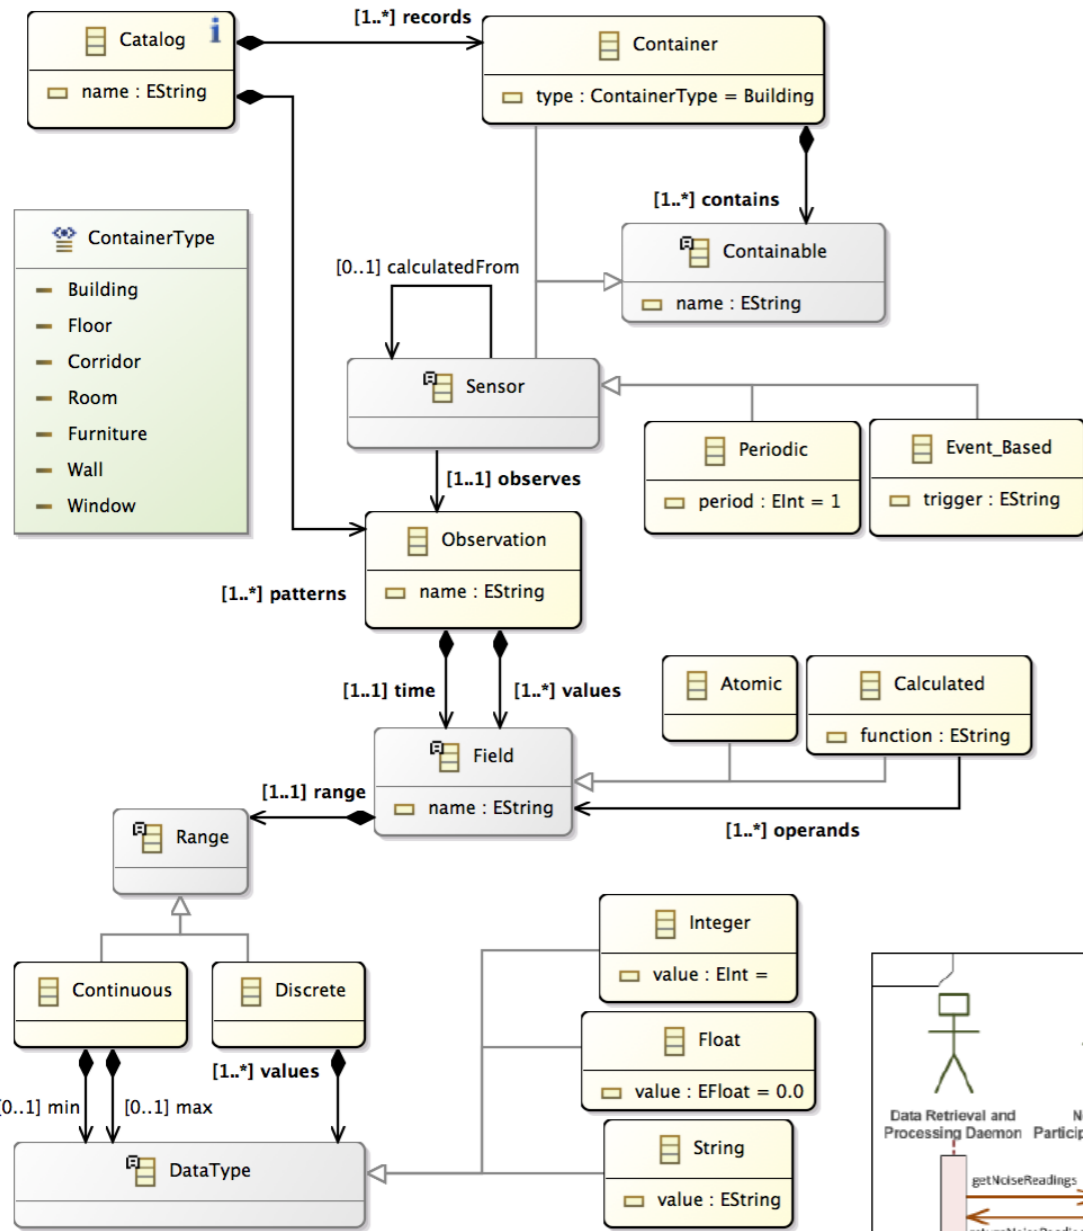 [1..*] records
Catalog
name : EString
Container
type : ContainerType = Building
[1..*] contains
ContainerType
Building
Floor
Corridor
Room
Furniture
Wall
Window
Containable
name : EString
[0..1] calculatedFrom
Sensor
Periodic
period : EInt = 1
Event_Based
trigger : EString
[1..1] observes
Observation
name : EString
[1..*] patterns
[1..1] time
[1..*] values
Atomic
Calculated
function : EString
Field
name : EString
[1..1] range
[1..*] operands
Range
Continuous
Discrete
[1..*] values
[0..1] min
[0..1] max
DataType
Integer
value : EInt =
Float
value : EFloat = 0.0
String
value : EString
Data Retrieval and
Processing Daemon
getNoiseReadings